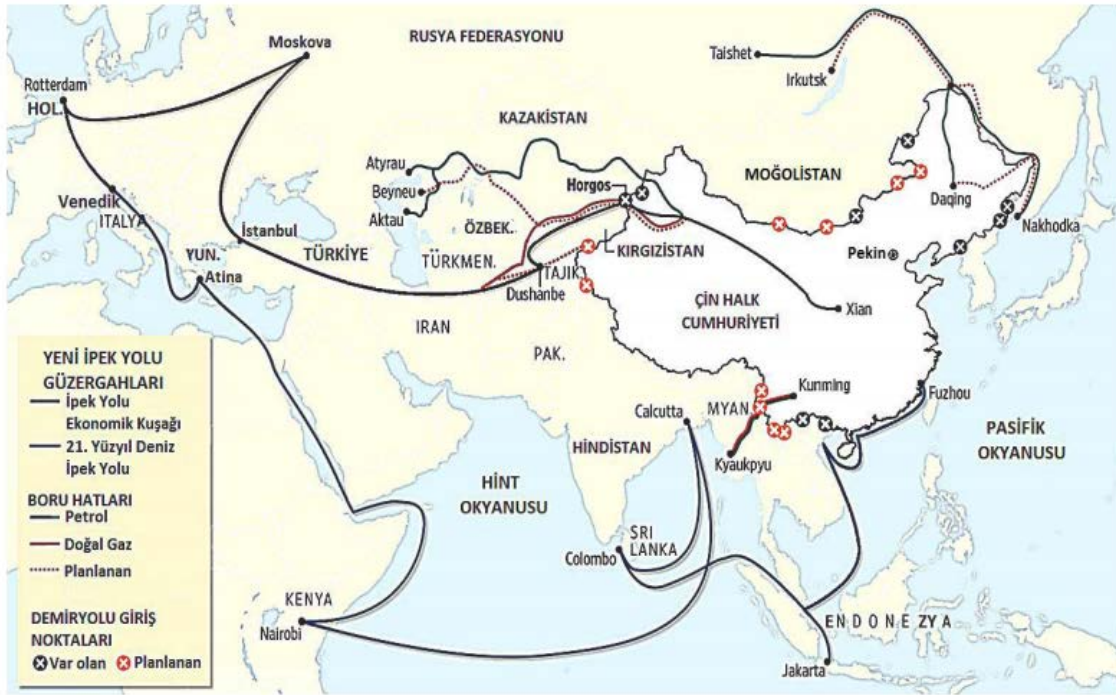 Moskova
RUSYA FEDERASYONU
Taishet
Irkutsk
Rotterdam
HOL.
KAZAKİSTAN
Atyrau
Beyneu
Aktau
Horgos
MOĞOLİSTAN
Daqing
Nakhodka
Venedik
ITALYA
İstanbul
ÖZBEK.
KIRGIZİSTAN
Pekin
YUN.
Atina
TÜRKİYE
TÜRKMEN.
TAJIK
Dushanbe
ÇİN HALK
CUMHURİYETİ
Xian
IRAN
PAK.
Kunming
Fuzhou
Calcutta
MYAN
Kyaukpyu
HİNDİSTAN
PASİFİK
OKYANUSU
HİNT
OKYANUSU
SRI
LANKA
Colombo
KENYA
Nairobi
ENDONEZYA
Jakarta
YENİ İPEK YOLU
GÜZERGAHLARI
İpek Yolu
Ekonomik Kuşağı
21. Yüzyıl Deniz
İpek Yolu
BORU HATLARI
Petrol
Doğal Gaz
Planlanan
DEMİRYOLU GİRİŞ
NOKTALARI
Var olan Planlanan